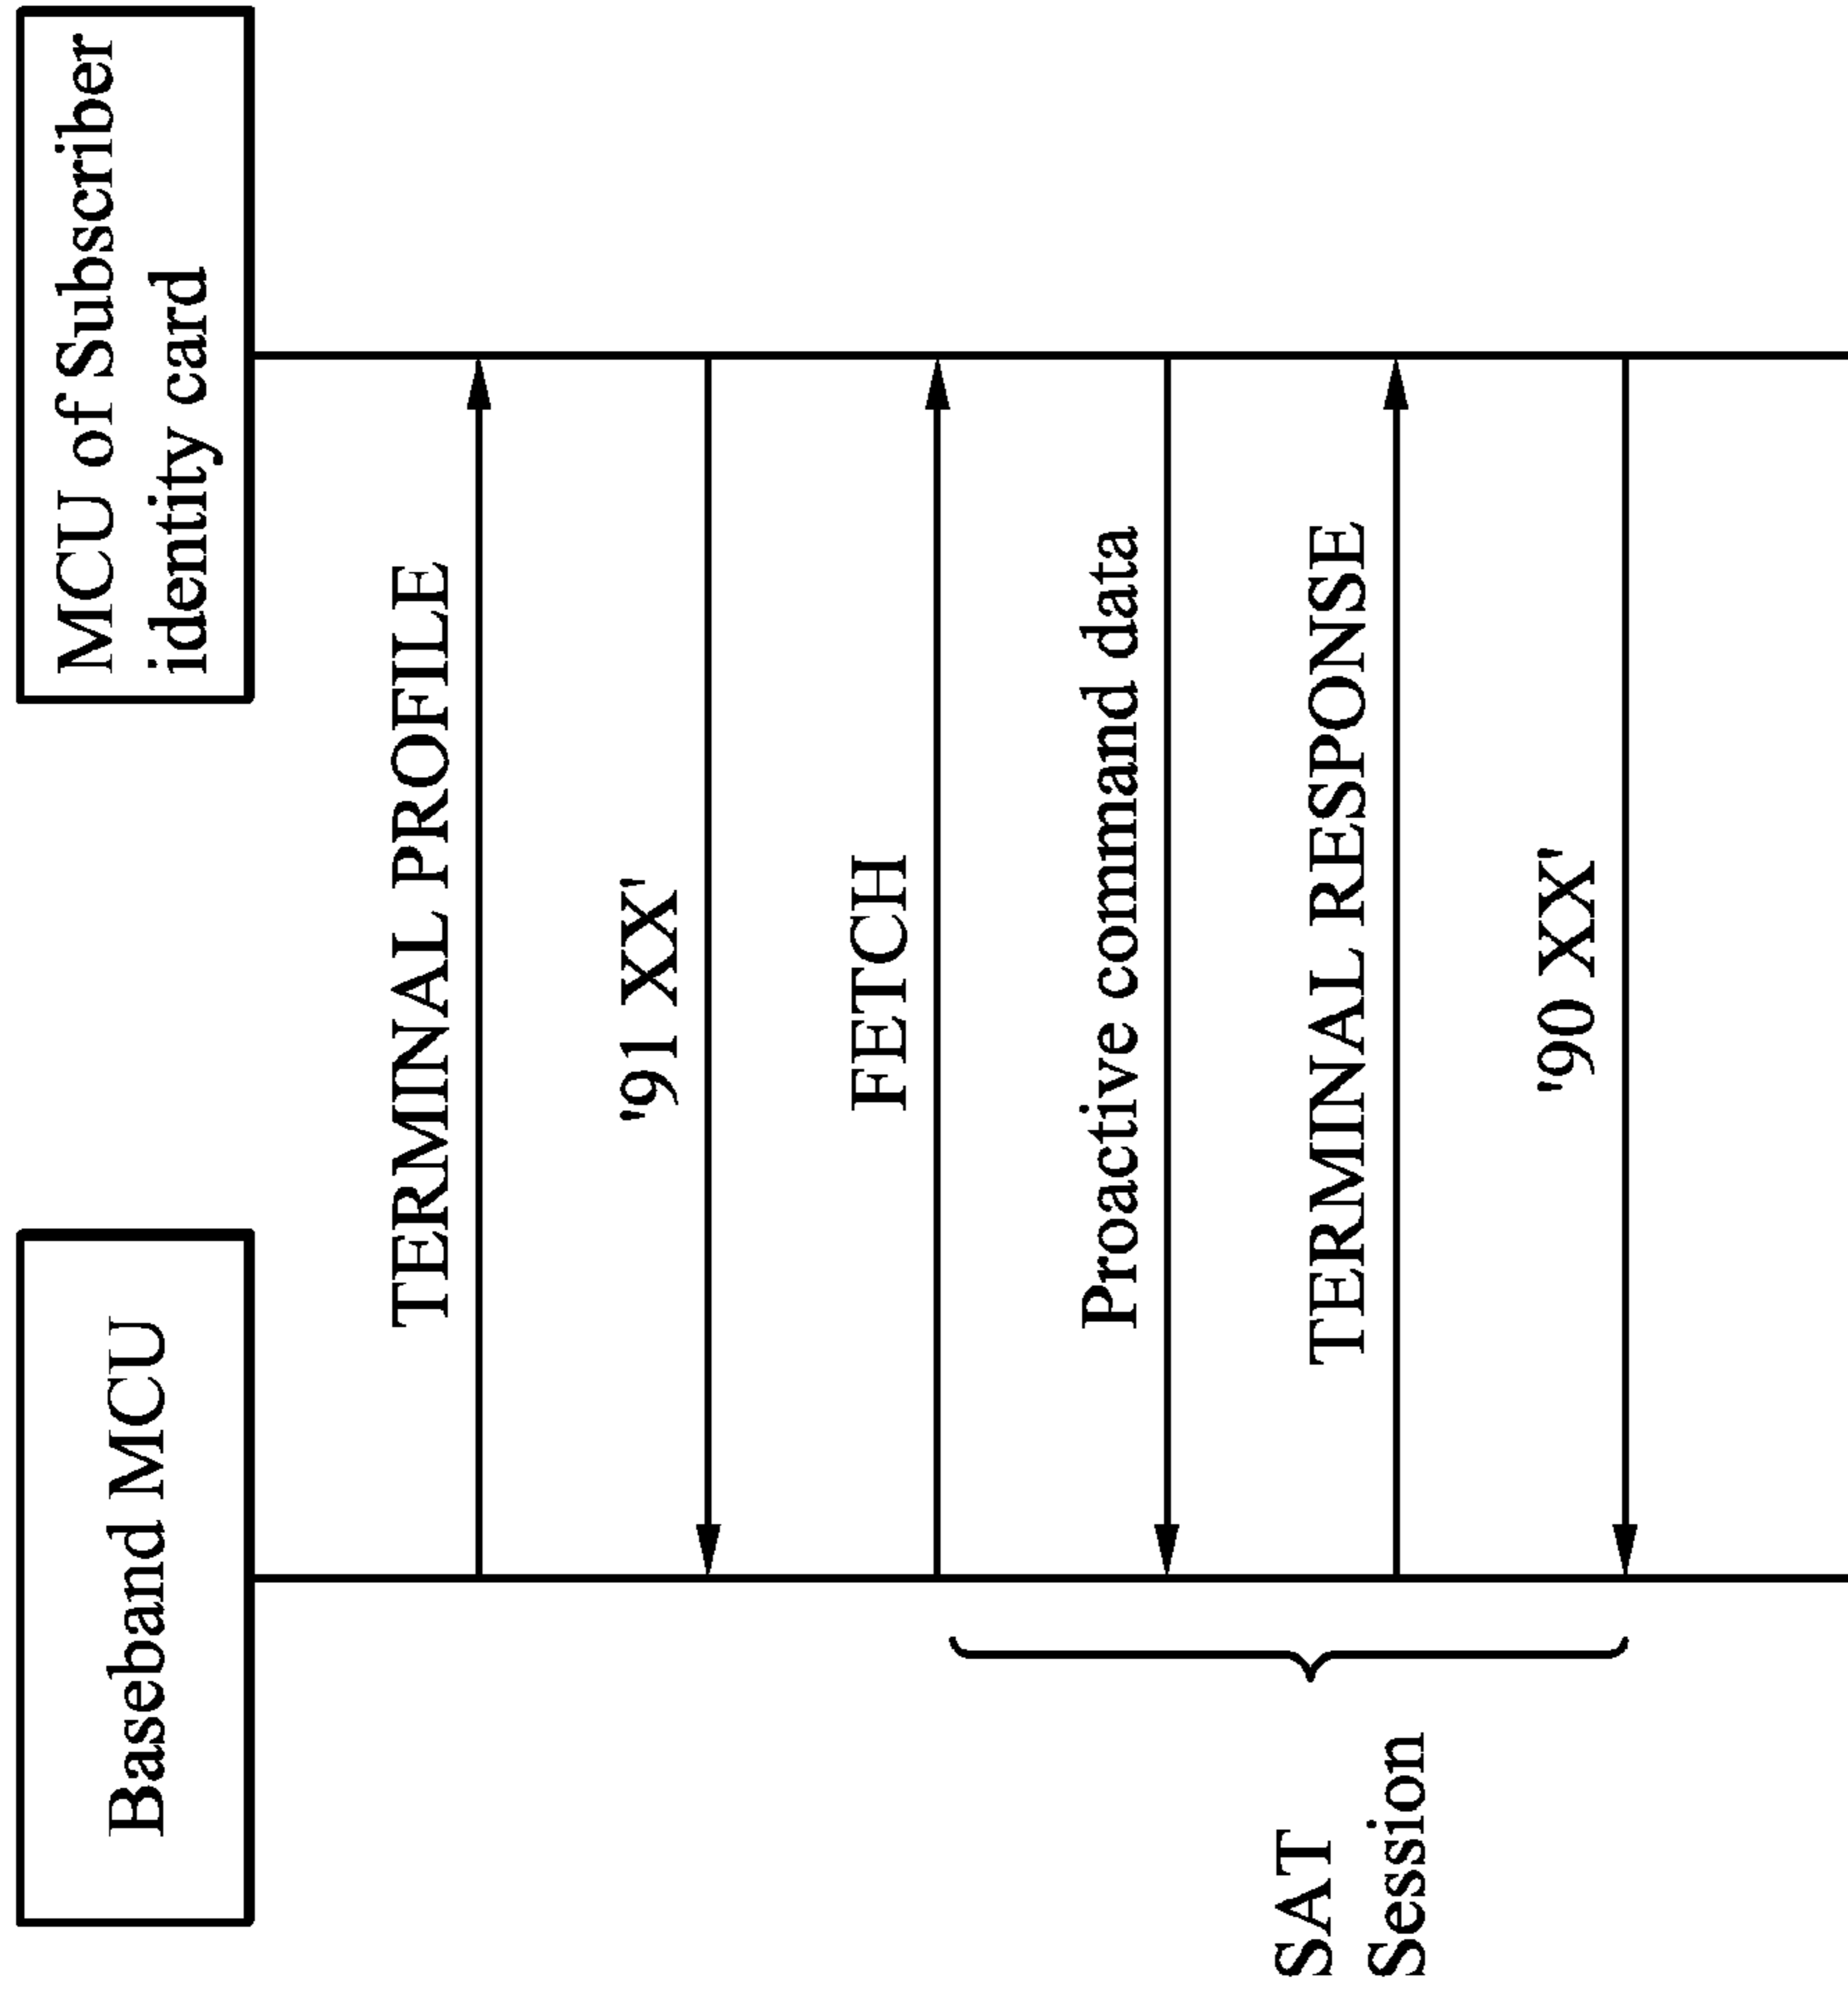 Baseband MCU
MCU of Subscriber
identity card
TERMINAL PROFILE
'91 XX'
FETCH
Proactive command data
TERMINAL RESPONSE
'90 XX'
SAT
Session